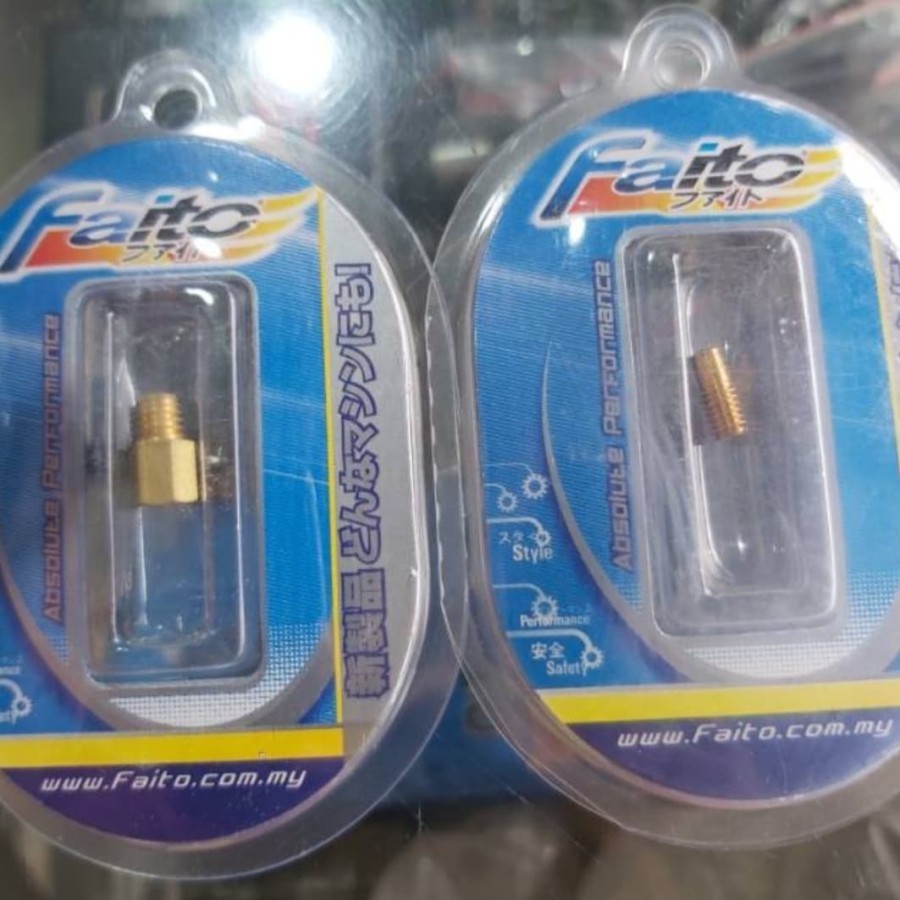 Faito
ファイト
Absolute Performance
新製品 どんなマシンにも!
www.Faito.com.my
Faito
ファイト
Absolute Performance
Style
Performance
安全
Safety
www.Faito.com.my